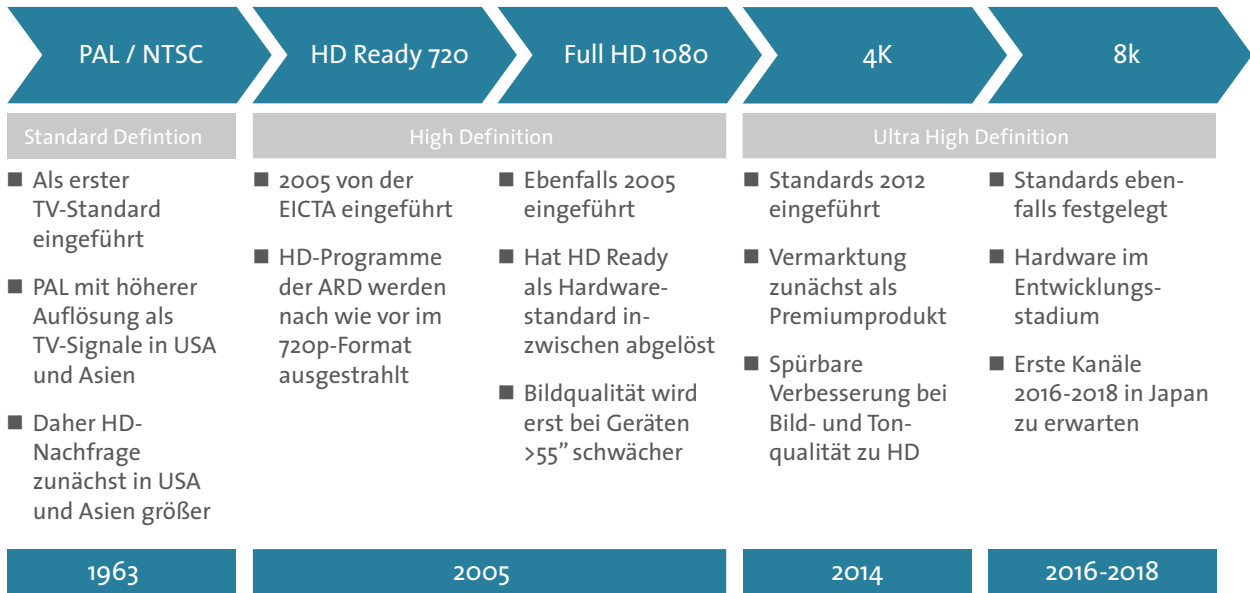 PAL / NTSC
HD Ready 720
Full HD 1080
4K
8k
Standard Defintion
High Definition
Ultra High Definition
■ Als erster
TV-Standard
eingeführt
■ PAL mit höherer
Auflösung als
TV-Signale in USA
und Asien
■ Daher HD-
Nachfrage
zunächst in USA
und Asien größer
■ 2005 von der
EICTA eingeführt
■ HD-Programme
der ARD werden
nach wie vor im
720p-Format
ausgestrahlt
■ Ebenfalls 2005
eingeführt
■ Hat HD Ready
als Hardware-
standard in-
zwischen abgelöst
■ Bildqualität wird
erst bei Geräten
>55” schwächer
■ Standards 2012
eingeführt
■ Vermarktung
zunächst als
Premiumprodukt
■ Spürbare
Verbesserung bei
Bild- und Ton-
qualität zu HD
■ Standards eben-
falls festgelegt
■ Hardware im
Entwicklungs-
stadium
■ Erste Kanäle
2016-2018 in Japan
zu erwarten
1963
2005
2014
2016-2018